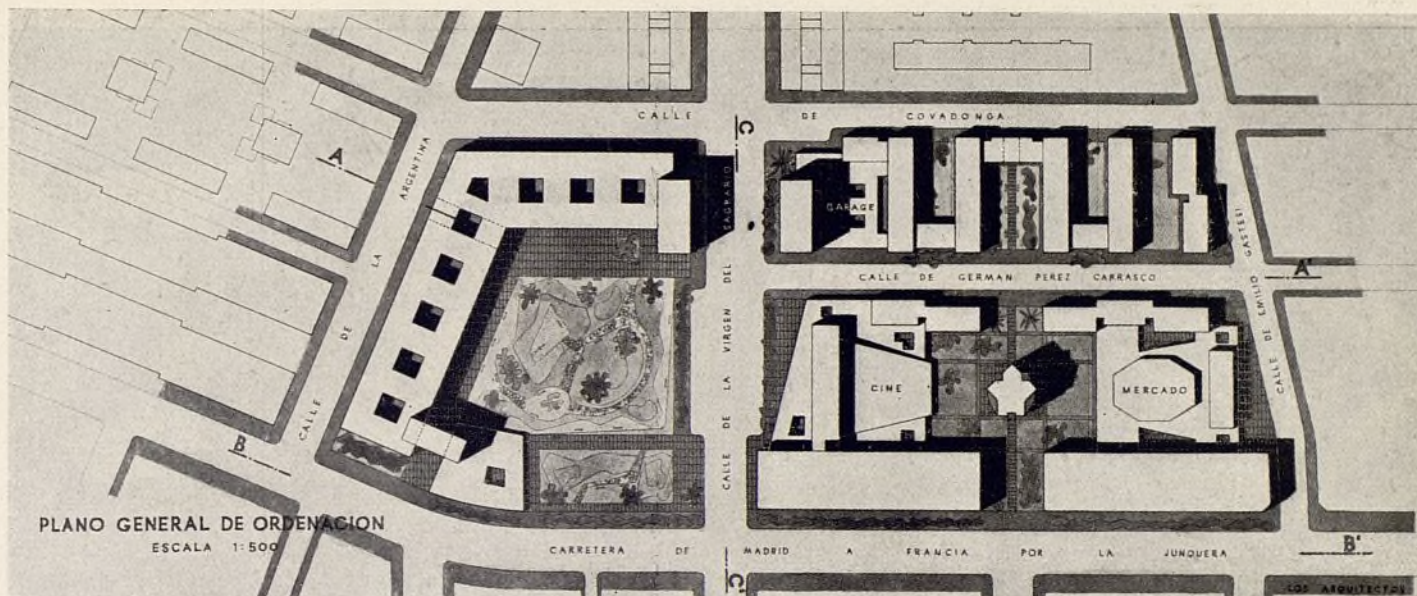 CALLE DE COVADONGA
C
A
CALLE DE LA ARGENTINA
CALLE DE LA VIRGEN DEL SAGRARIO
GARAGE
CALLE DE GERMAN PEREZ CARRASCO
A'
CALLE DE EMILIO GASTESI
CINE
MERCADO
B
PLANO GENERAL DE ORDENACION
ESCALA 1:500
CARRETERA DE MADRID A FRANCIA POR LA JUNQUERA
B'
C'
LOS ARQUITECTOS